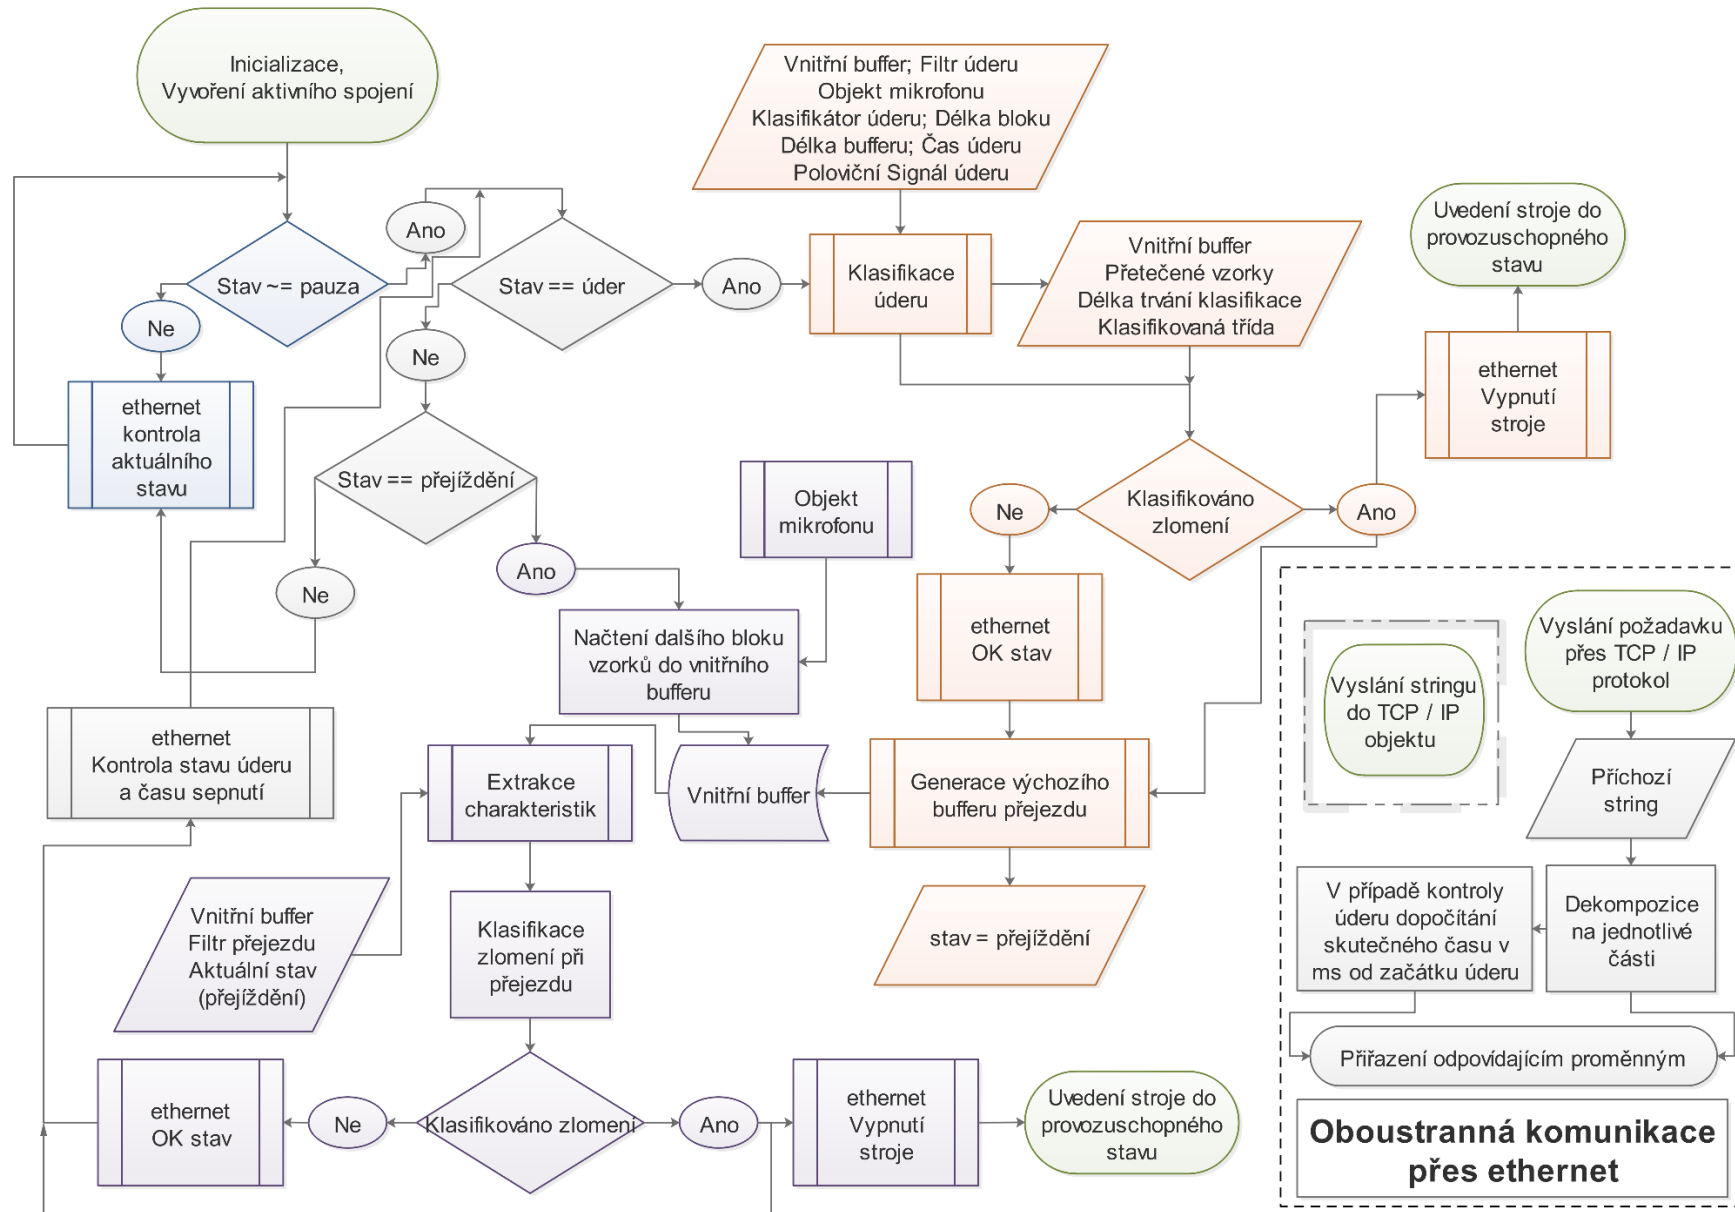 Inicializace,
Vyvoření aktivního spojení
Vnitřní buffer; Filtr úderu
Objekt mikrofonu
Klasifikátor úderu; Délka bloku
Délka bufferu; Čas úderu
Poloviční Signál úderu
Stav ~= pauza
Ano
Ne
Stav == úder
Ano
Ne
Klasifikace
úderu
Vnitřní buffer
Přetečené vzorky
Délka trvání klasifikace
Klasifikovaná třída
Uvedení stroje do
provozuschopného
stavu
ethernet
Vypnutí
stroje
ethernet
kontrola
aktuálního
stavu
Stav == přejíždění
Ne
Ano
Objekt
mikrofonu
Klasifikováno
zlomení
Ne
Ano
ethernet
OK stav
Načtení dalšího bloku
vzorků do vnitřního
bufferu
ethernet
Kontrola stavu úderu
a času sepnutí
Extrakce
charakteristik
Vnitřní buffer
Generace výchozího
bufferu přejezdu
stav = přejíždění
Vnitřní buffer
Filtr přejezdu
Aktuální stav
(přejíždění)
Klasifikace
zlomení při
přejezdu
Klasifikováno zlomení
Ne
Ano
ethernet
OK stav
ethernet
Vypnutí
stroje
Uvedení stroje do
provozuschopného
stavu
Vyslání stringu
do TCP / IP
objektu
Vyslání požadavku
přes TCP / IP
protokol
Příchozí
string
Dekompozice
na jednotlivé
části
V případě kontroly
úderu dopočítání
skutečného času v
ms od začátku úderu
Přiřazení odpovídajícím proměnným
Oboustranná komunikace
přes ethernet